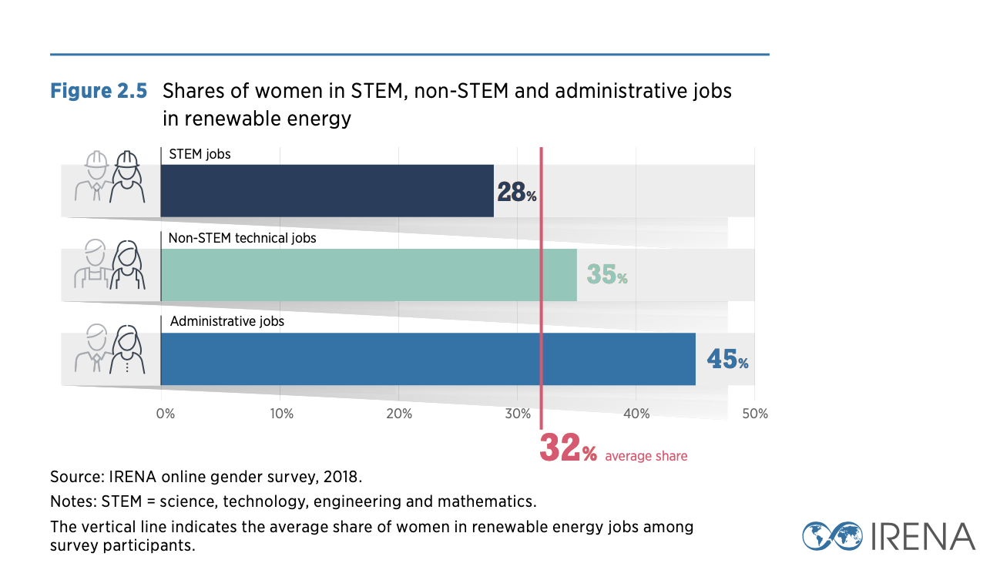 Figure 2.5 Shares of women in STEM, non-STEM and administrative jobs
in renewable energy
STEM jobs
28%
Non-STEM technical jobs
35%
Administrative jobs
45%
0% 10% 20% 30% 40% 50%
32% average share
Source: IRENA online gender survey, 2018.
Notes: STEM = science, technology, engineering and mathematics.
The vertical line indicates the average share of women in renewable energy jobs among
survey participants.
IRENA